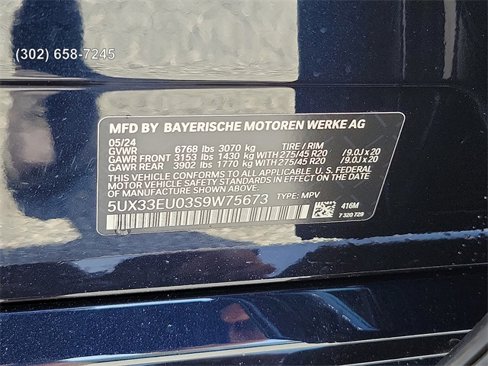 (302) 658-7245
MFD BY BAYERISCHE MOTOREN WERKE AG
05/24
GVWR 6768 lbs 3070 kg TIRE / RIM
GAWR FRONT 3153 lbs 1430 kg WITH 275/45 R20 /9.0J x 20
GAWR REAR 3902 lbs 1770 kg WITH 275/45 R20 /9.0J x 20
THIS VEHICLE CONFORMS TO ALL APPLICABLE U.S. FEDERAL
MOTOR VEHICLE SAFETY STANDARDS IN EFFECT ON THE
DATE OF MANUFACTURE SHOWN ABOVE.
5UX33EU03S9W75673 TYPE: MPV
416M
7 320 729